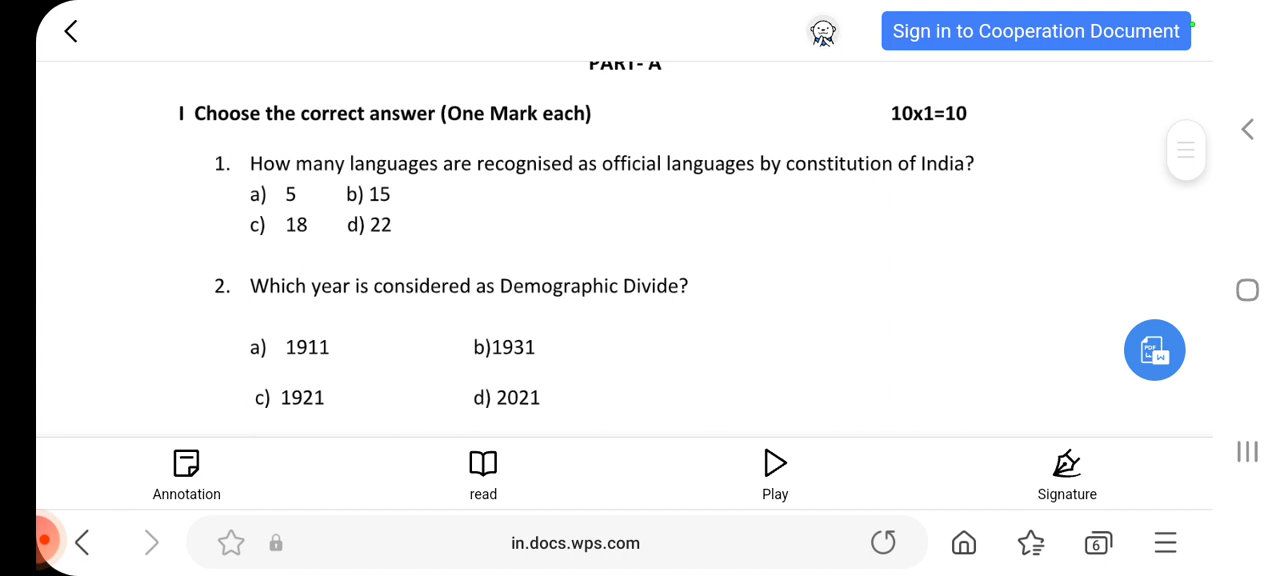 Sign in to Cooperation Document
PART- A
I Choose the correct answer (One Mark each) 10x1=10
1. How many languages are recognised as official languages by constitution of India?
a) 5 b) 15
c) 18 d) 22
2. Which year is considered as Demographic Divide?
a) 1911 b)1931
c) 1921 d) 2021
PDF W
Annotation read Play Signature
in.docs.wps.com 6